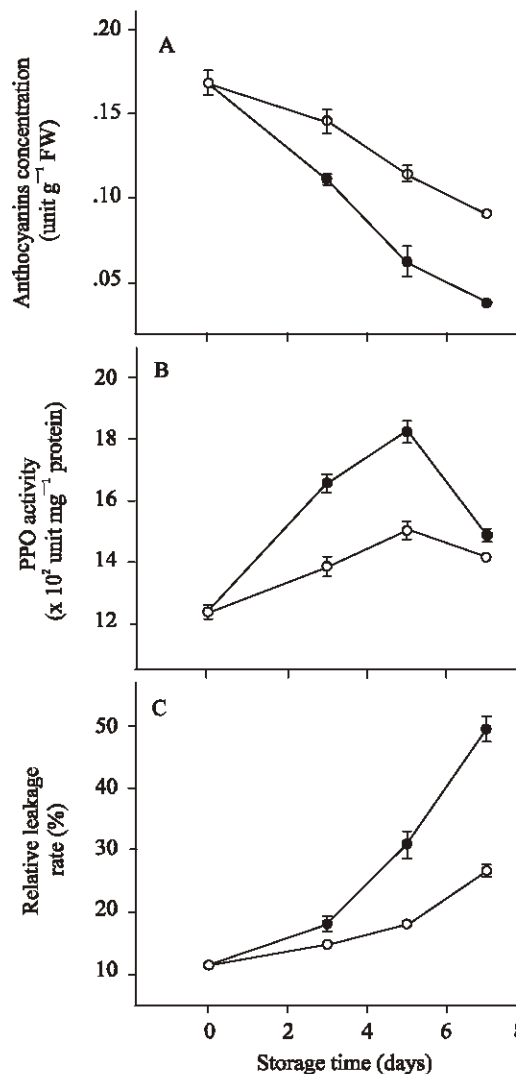 A
Anthocyanins concentration
(unit g⁻¹ FW)
.20
.15
.10
.05
B
PPO activity
(x 10² unit mg⁻¹ protein)
20
18
16
14
12
C
Relative leakage
rate (%)
50
40
30
20
10
0 2 4 6 8
Storage time (days)